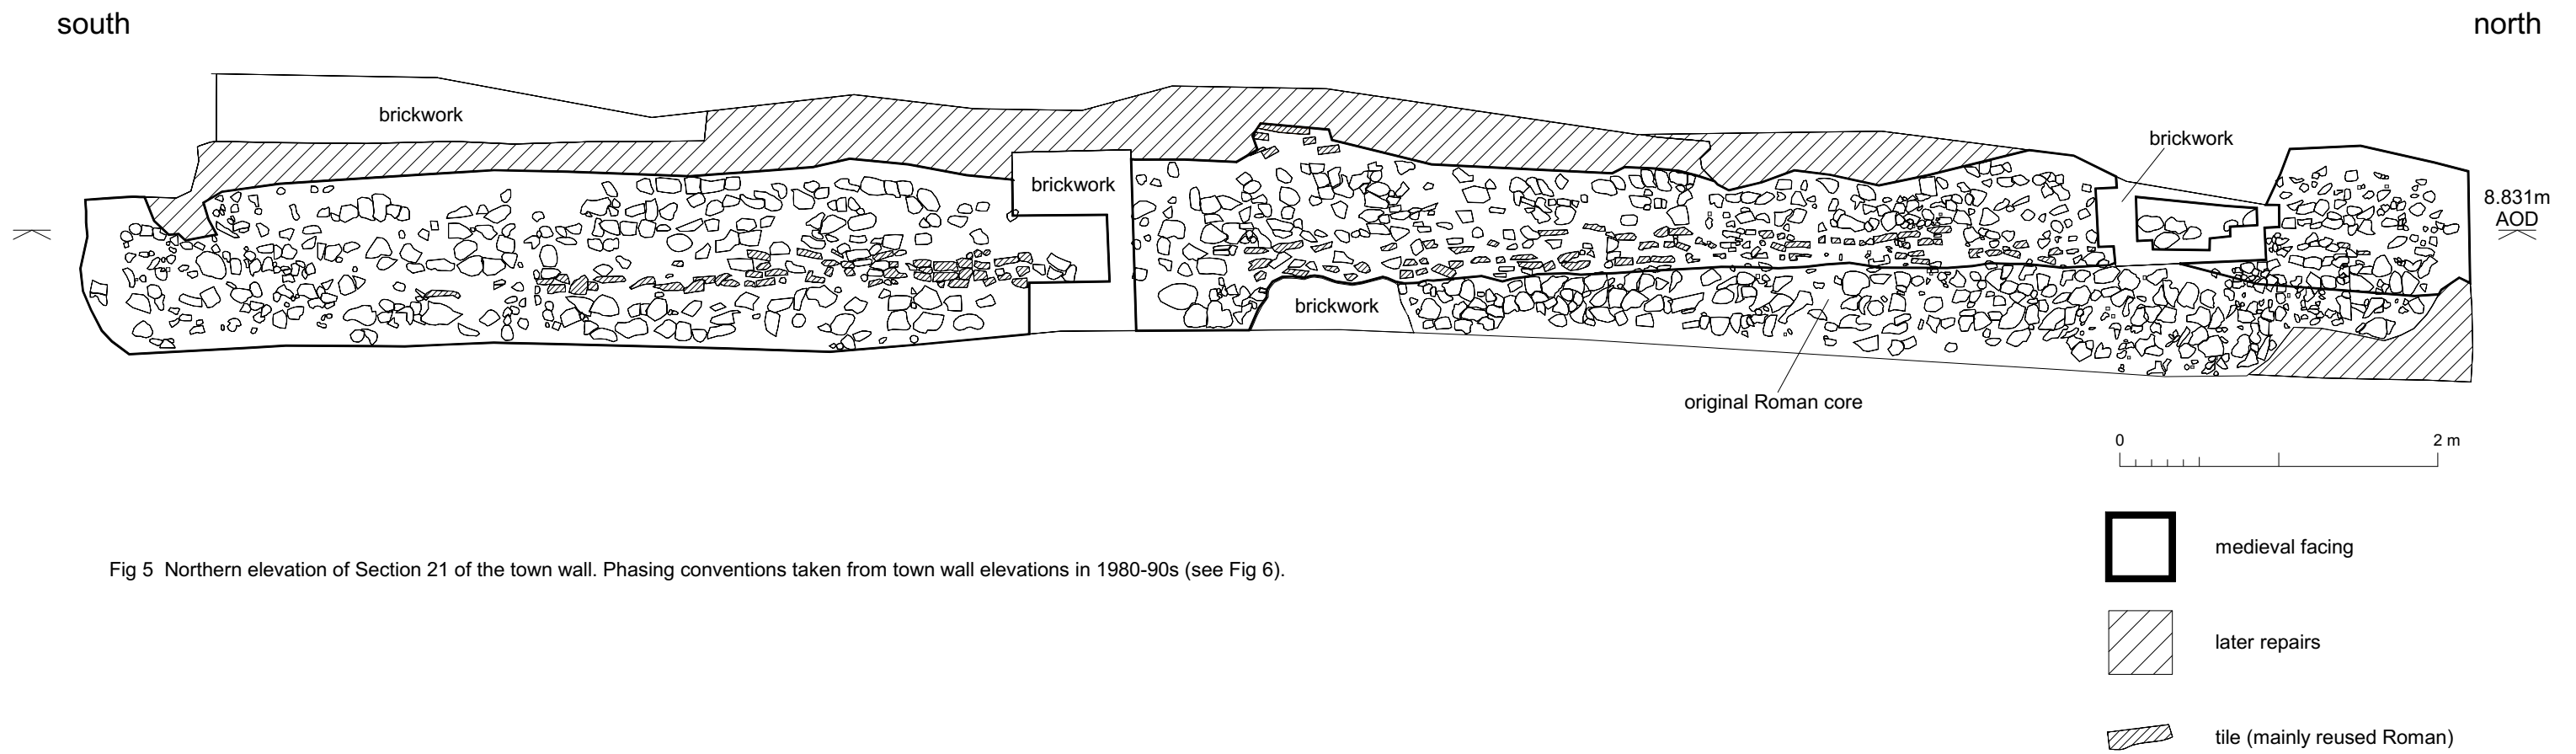 south
north
brickwork
brickwork
brickwork
8.831m
AOD
brickwork
original Roman core
0
2 m
medieval facing
Fig 5 Northern elevation of Section 21 of the town wall. Phasing conventions taken from town wall elevations in 1980-90s (see Fig 6).
later repairs
tile (mainly reused Roman)